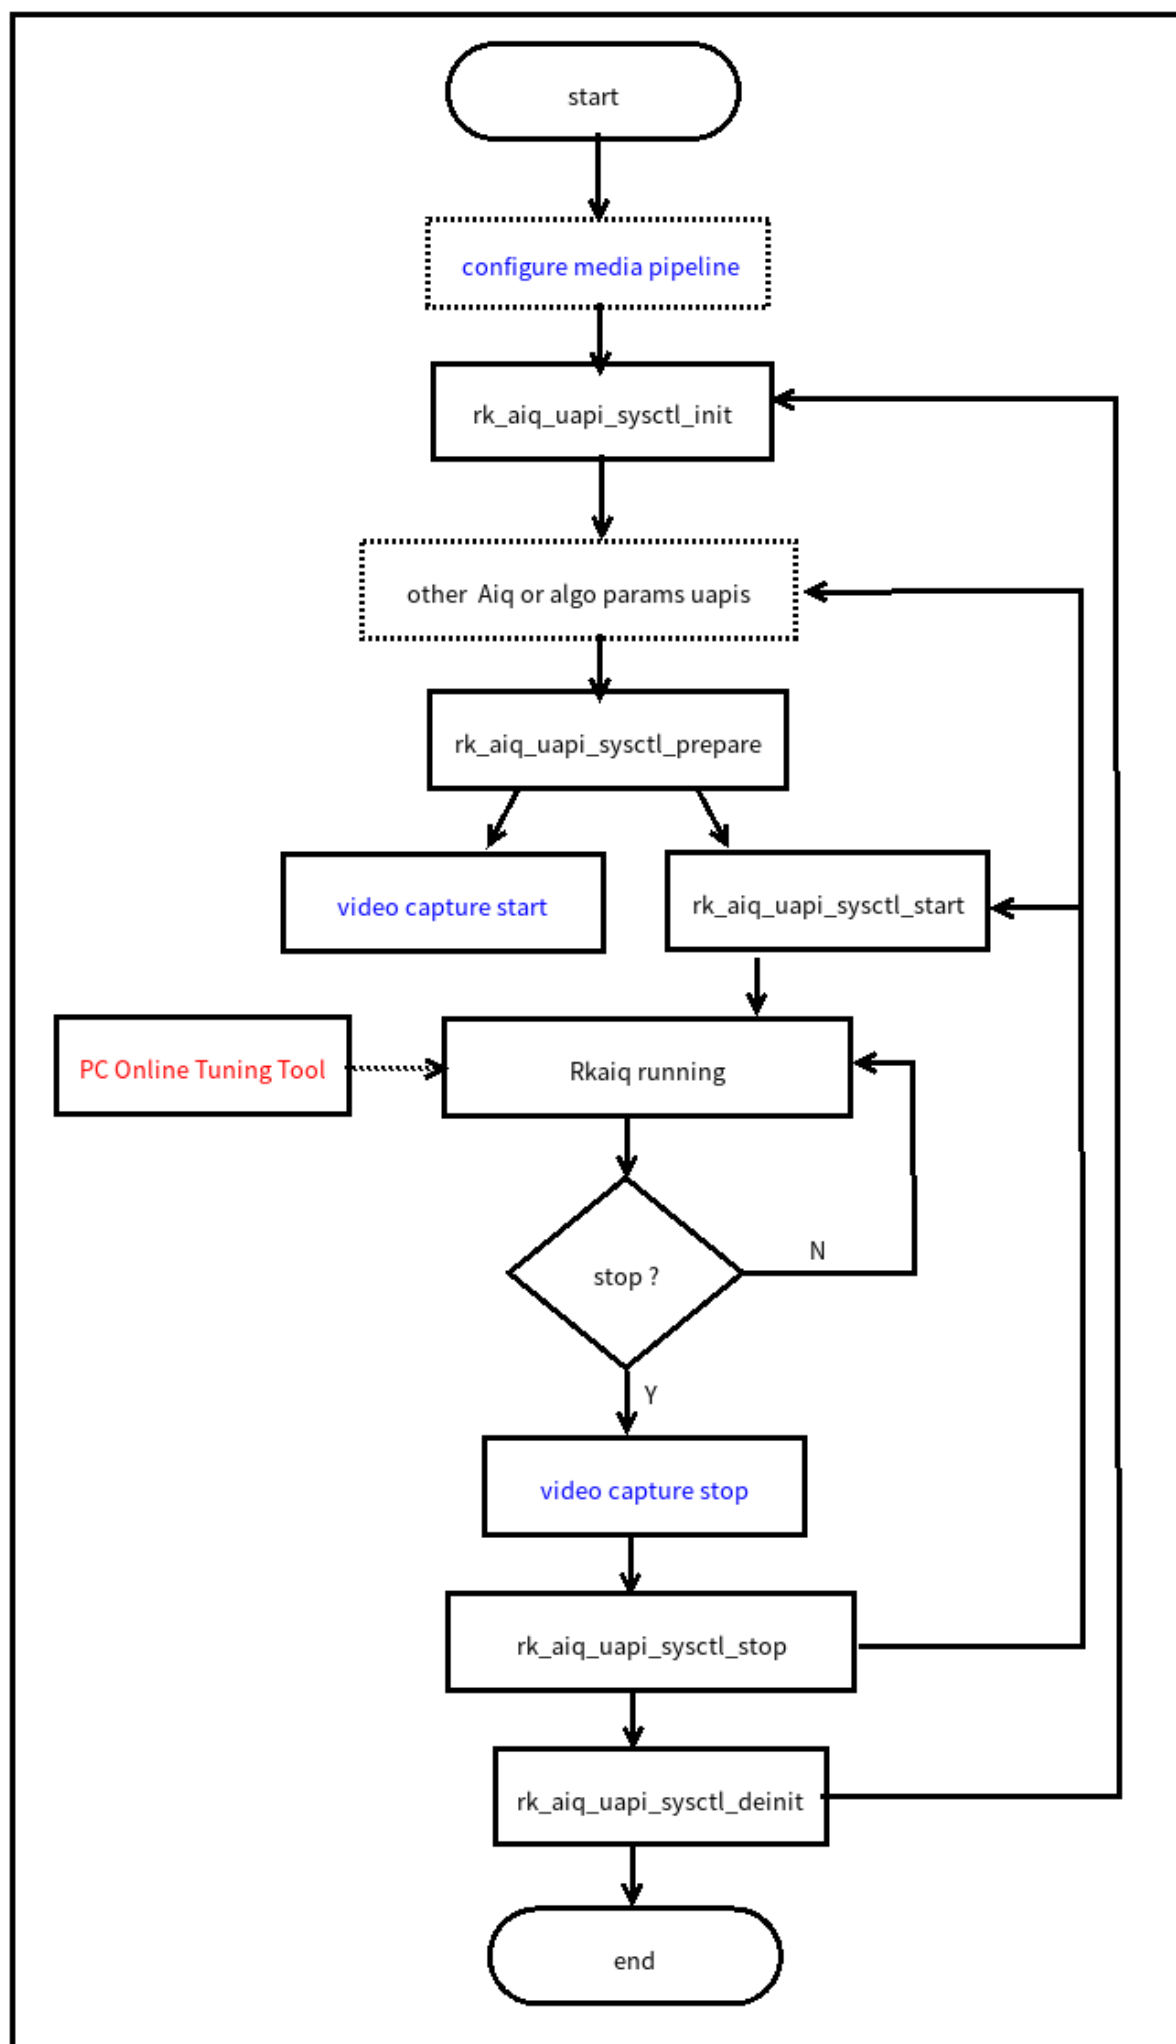 start
configure media pipeline
rk_aiq_uapi_sysctl_init
other Aiq or algo params uapis
rk_aiq_uapi_sysctl_prepare
video capture start
rk_aiq_uapi_sysctl_start
PC Online Tuning Tool
Rkaiq running
stop ?
N
Y
video capture stop
rk_aiq_uapi_sysctl_stop
rk_aiq_uapi_sysctl_deinit
end